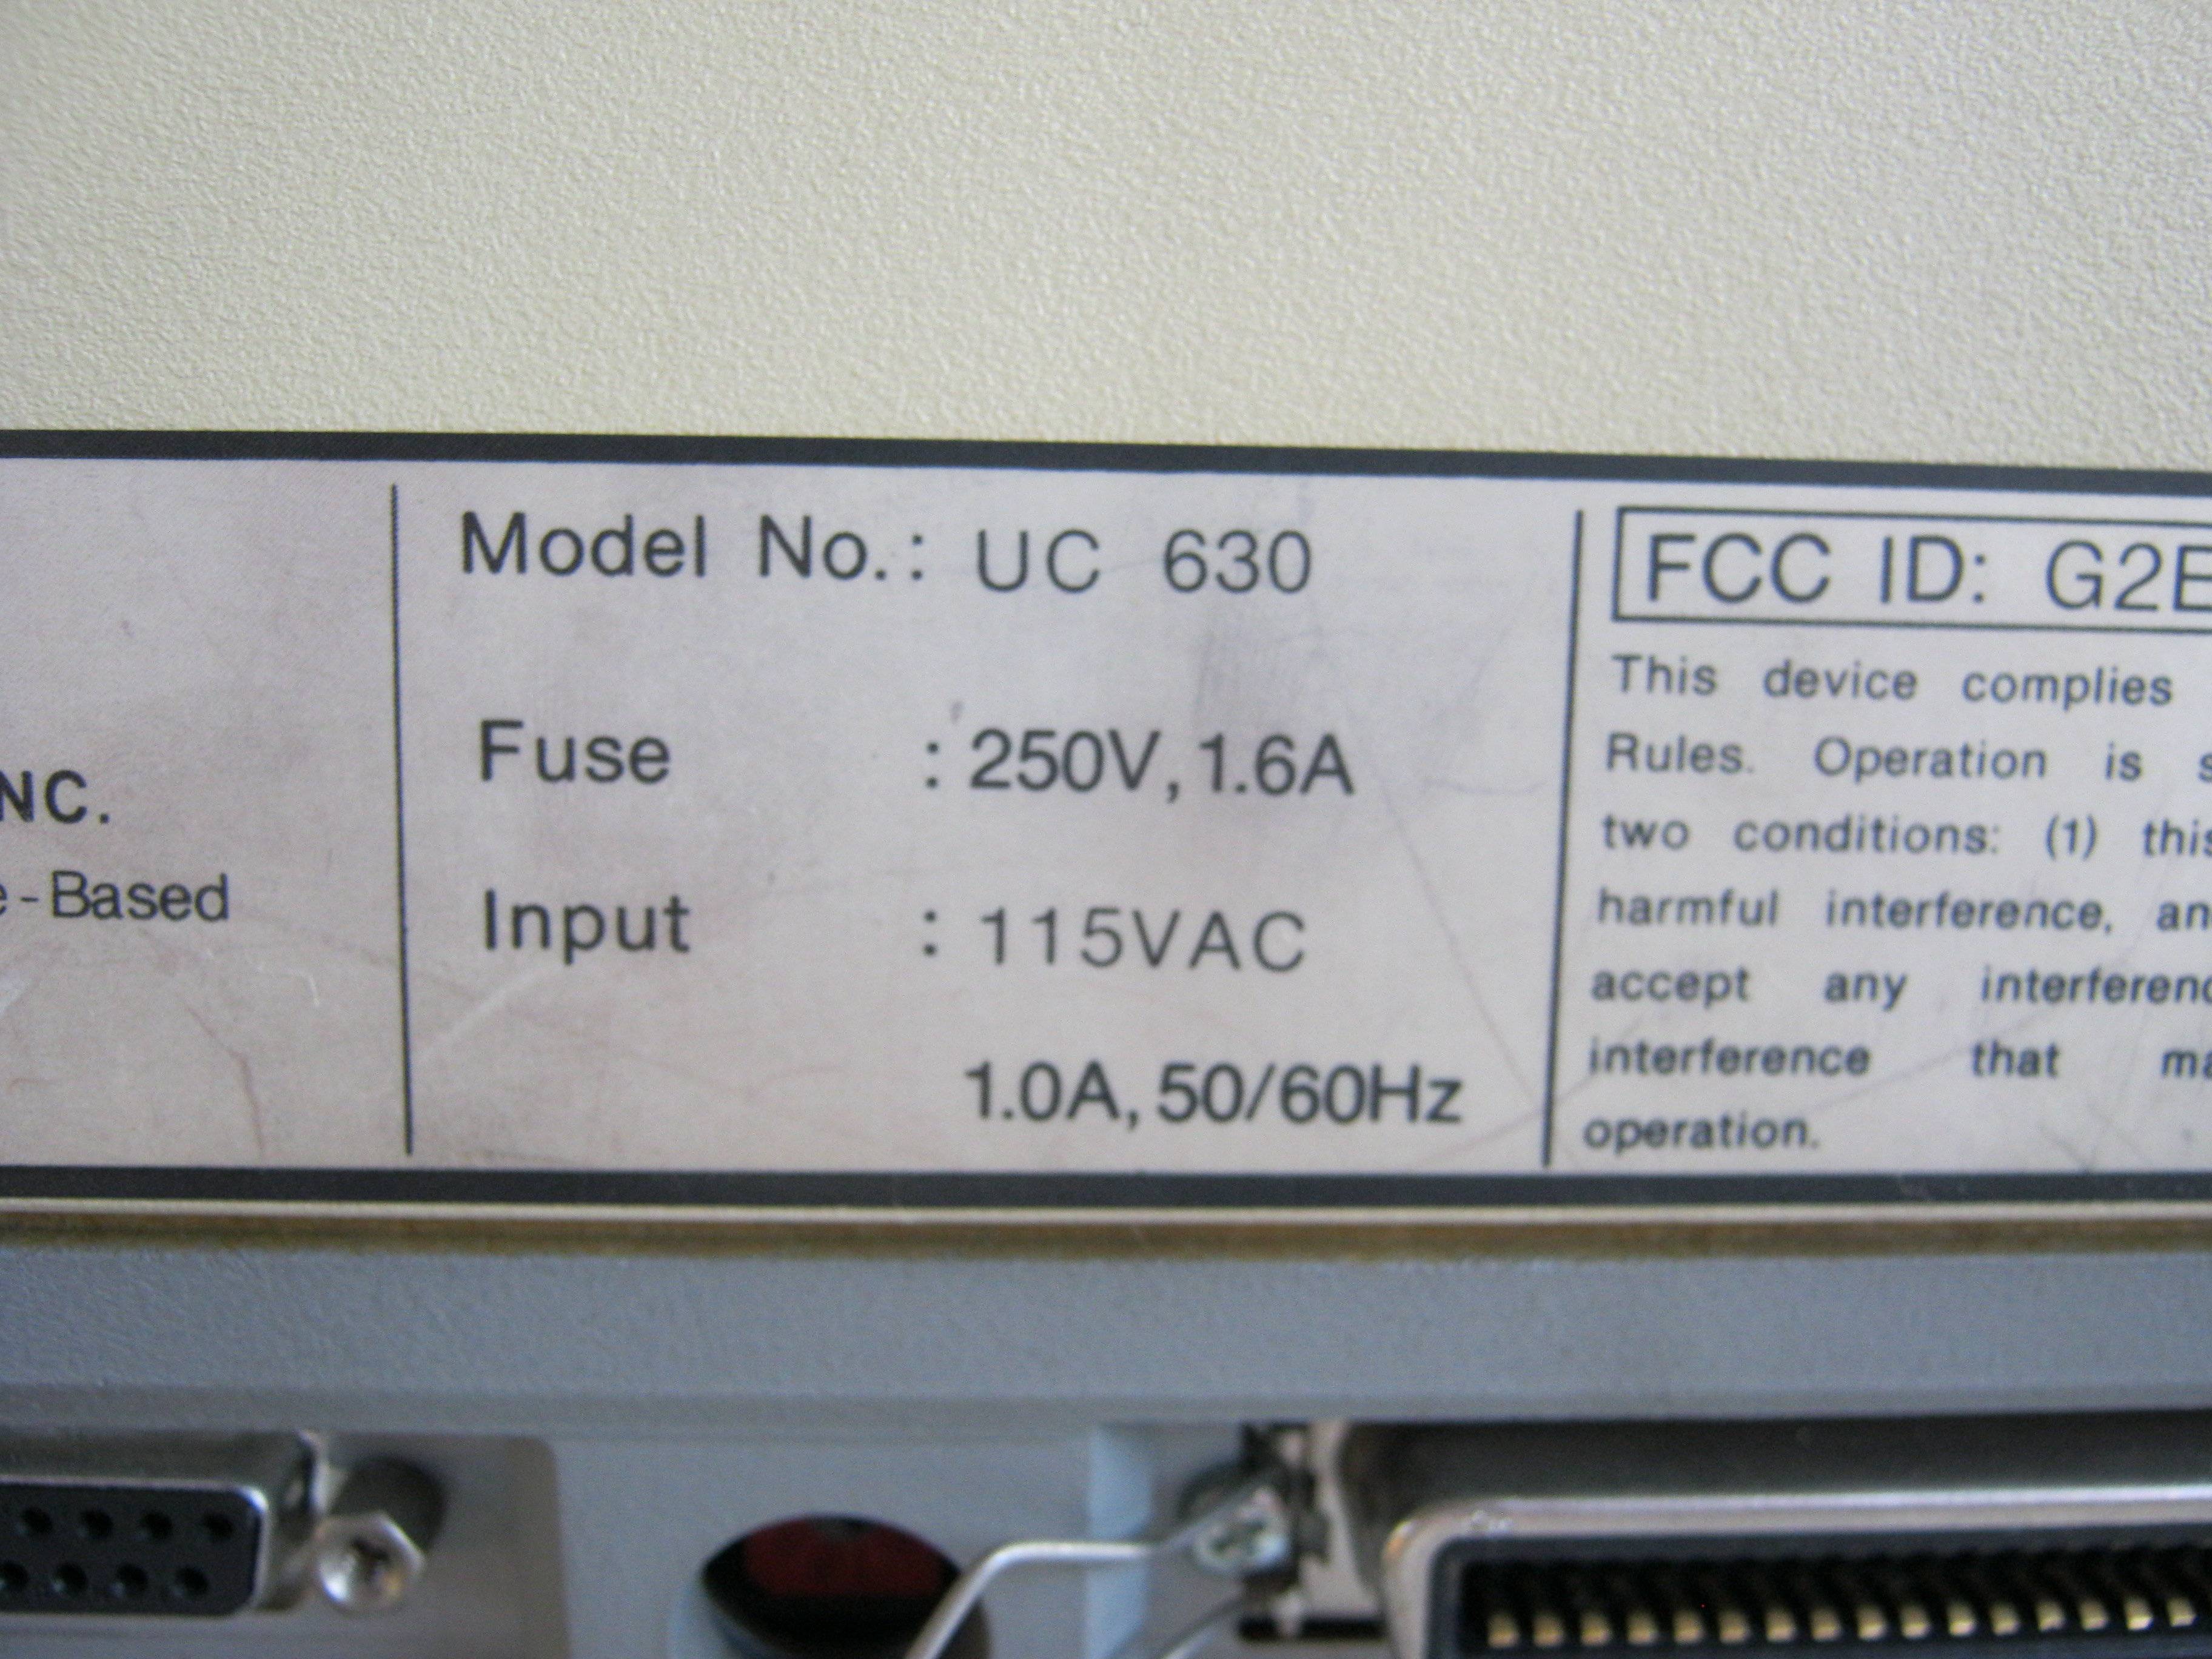 NC.
e-Based
Model No.: UC 630
Fuse : 250V, 1.6A
Input : 115VAC
1.0A, 50/60Hz
FCC ID: G2E
This device complies
Rules. Operation is s
two conditions: (1) this
harmful interference, an
accept any interferenc
interference that ma
operation.